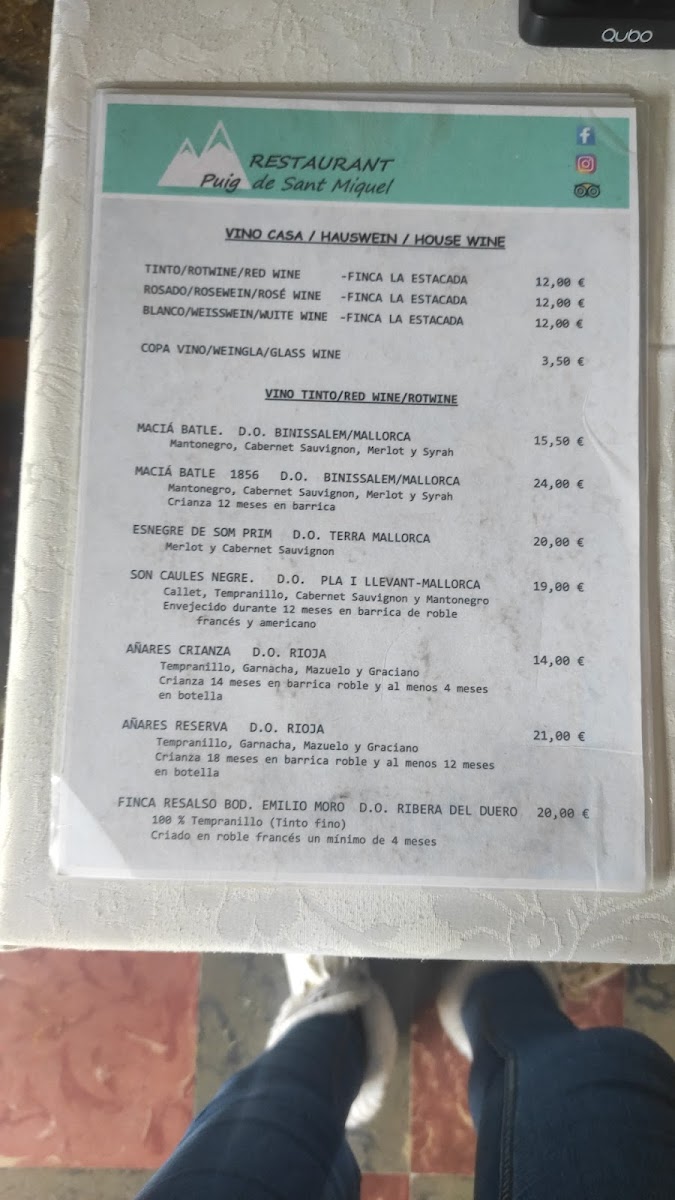 Qubo
RESTAURANT
Puig de Sant Miquel
VINO CASA / HAUSWEIN / HOUSE WINE
TINTO/ROTWINE/RED WINE -FINCA LA ESTACADA 12,00 €
ROSADO/ROSEWEIN/ROSÉ WINE -FINCA LA ESTACADA 12,00 €
BLANCO/WEISSWEIN/WUITE WINE -FINCA LA ESTACADA 12,00 €
COPA VINO/WEINGLA/GLASS WINE 3,50 €
VINO TINTO/RED WINE/ROTWINE
MACIÁ BATLE. D.O. BINISSALEM/MALLORCA 15,50 €
Mantonegro, Cabernet Sauvignon, Merlot y Syrah
MACIÁ BATLE 1856 D.O. BINISSALEM/MALLORCA 24,00 €
Mantonegro, Cabernet Sauvignon, Merlot y Syrah
Crianza 12 meses en barrica
ESNEGRE DE SOM PRIM D.O. TERRA MALLORCA 20,00 €
Merlot y Cabernet Sauvignon
SON CAULES NEGRE. D.O. PLA I LLEVANT-MALLORCA 19,00 €
Callet, Tempranillo, Cabernet Sauvignon y Mantonegro
Envejecido durante 12 meses en barrica de roble
francés y americano
AÑARES CRIANZA D.O. RIOJA 14,00 €
Tempranillo, Garnacha, Mazuelo y Graciano
Crianza 14 meses en barrica roble y al menos 4 meses
en botella
AÑARES RESERVA D.O. RIOJA 21,00 €
Tempranillo, Garnacha, Mazuelo y Graciano
Crianza 18 meses en barrica roble y al menos 12 meses
en botella
FINCA RESALSO BOD. EMILIO MORO D.O. RIBERA DEL DUERO 20,00 €
100 % Tempranillo (Tinto fino)
Criado en roble francés un mínimo de 4 meses